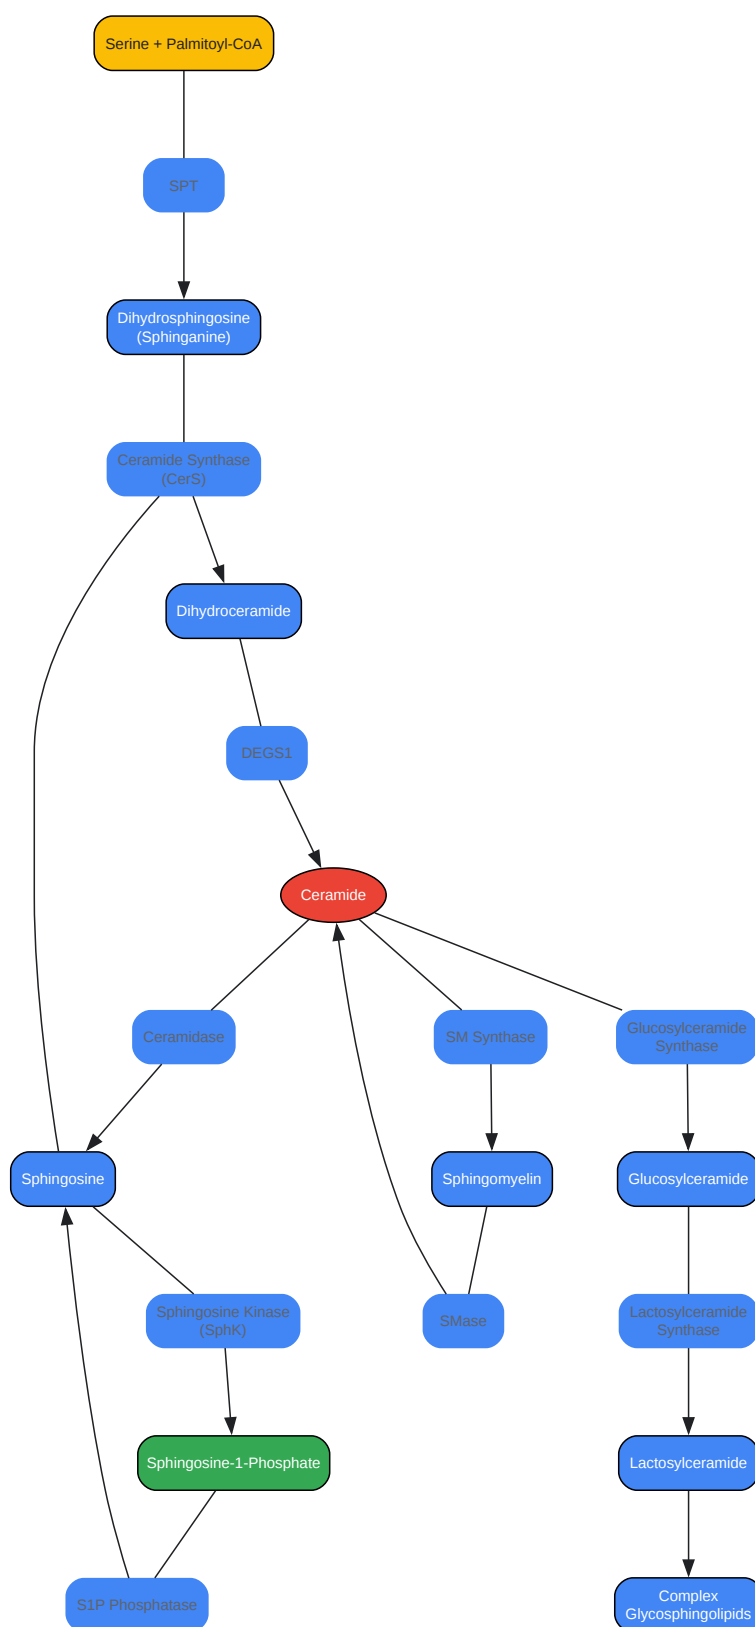 Serine + Palmitoyl-CoA
SPT
Dihydrosphingosine
(Sphinganine)
Ceramide Synthase
(CerS)
Dihydroceramide
DEGS1
Ceramide
Ceramidase
SM Synthase
Glucosylceramide
Synthase
Sphingosine
Sphingomyelin
Glucosylceramide
Sphingosine Kinase
(SphK)
SMase
Lactosylceramide
Synthase
Sphingosine-1-Phosphate
Lactosylceramide
S1P Phosphatase
Complex
Glycosphingolipids